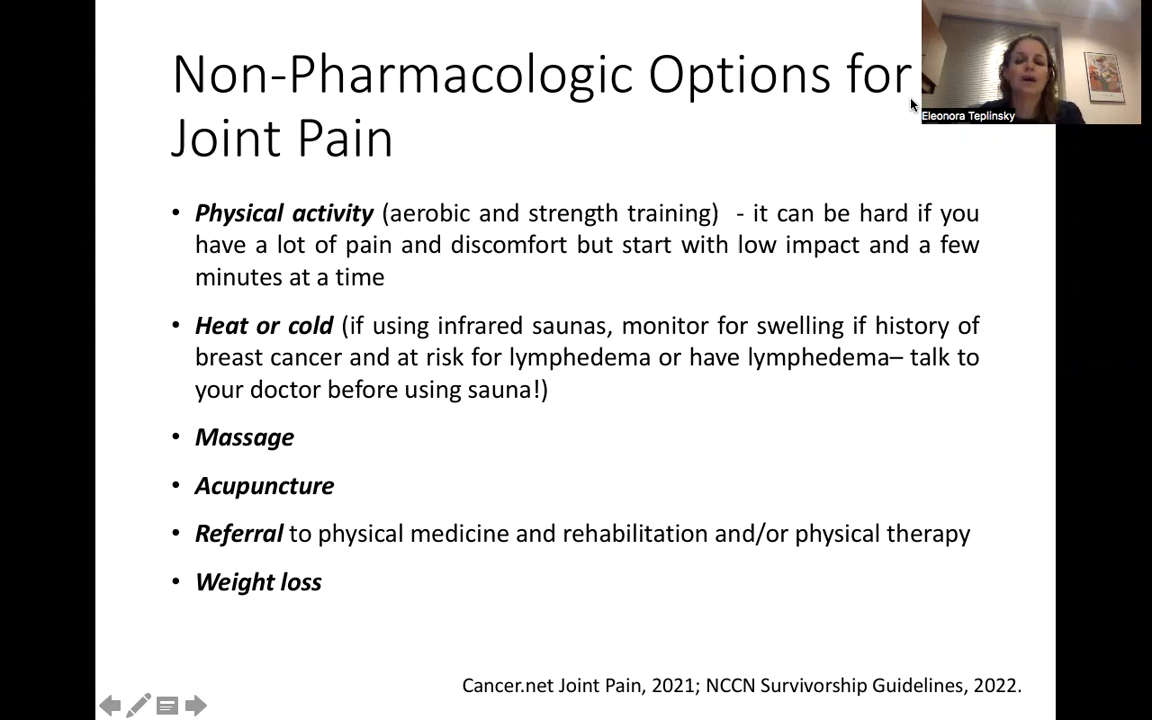 Non-Pharmacologic Options for
Joint Pain
Eleonora Teplinsky
• Physical activity (aerobic and strength training) - it can be hard if you
have a lot of pain and discomfort but start with low impact and a few
minutes at a time
• Heat or cold (if using infrared saunas, monitor for swelling if history of
breast cancer and at risk for lymphedema or have lymphedema– talk to
your doctor before using sauna!)
• Massage
• Acupuncture
• Referral to physical medicine and rehabilitation and/or physical therapy
• Weight loss
Cancer.net Joint Pain, 2021; NCCN Survivorship Guidelines, 2022.